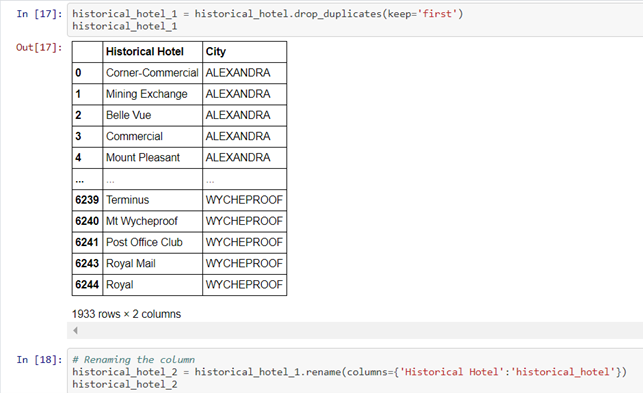 In [17]: historical_hotel_1 = historical_hotel.drop_duplicates(keep='first')
historical_hotel_1
Out[17]:
Historical Hotel City
0 Corner-Commercial ALEXANDRA
1 Mining Exchange ALEXANDRA
2 Belle Vue ALEXANDRA
3 Commercial ALEXANDRA
4 Mount Pleasant ALEXANDRA
... ... ...
6239 Terminus WYCHEPROOF
6240 Mt Wycheproof WYCHEPROOF
6241 Post Office Club WYCHEPROOF
6243 Royal Mail WYCHEPROOF
6244 Royal WYCHEPROOF
1933 rows × 2 columns
In [18]: # Renaming the column
historical_hotel_2 = historical_hotel_1.rename(columns={'Historical Hotel':'historical_hotel'})
historical_hotel_2